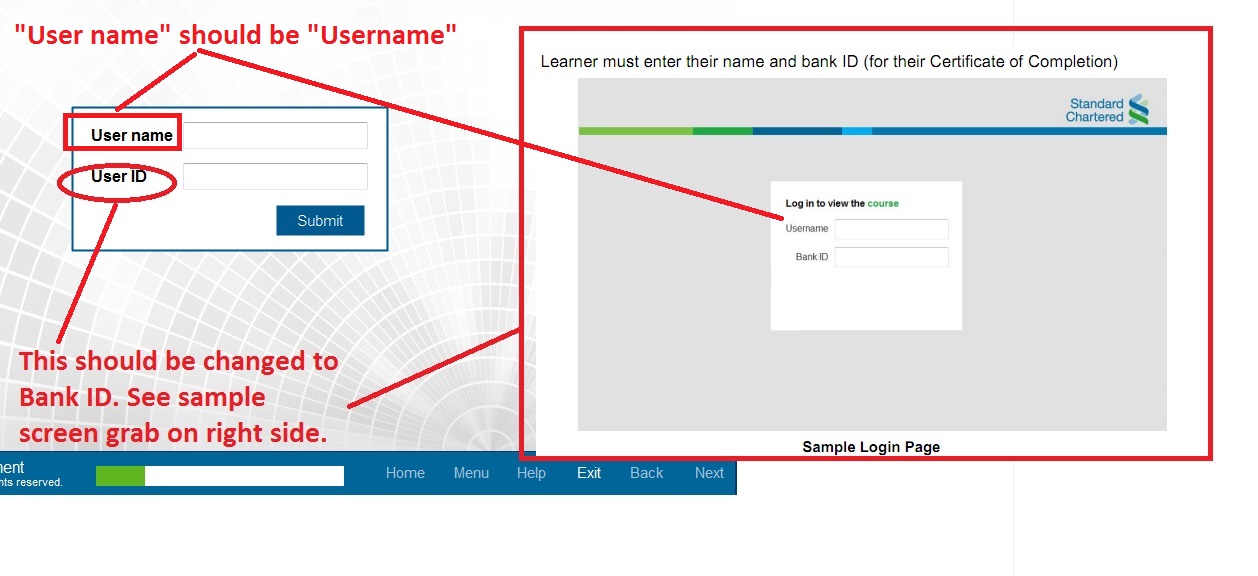 "User name" should be "Username"
User name
User ID
Submit
This should be changed to
Bank ID. See sample
screen grab on right side.
Learner must enter their name and bank ID (for their Certificate of Completion)
Standard
Chartered
Log in to view the course
Username
Bank ID
Sample Login Page
ment
hts reserved.
Home Menu Help Exit Back Next